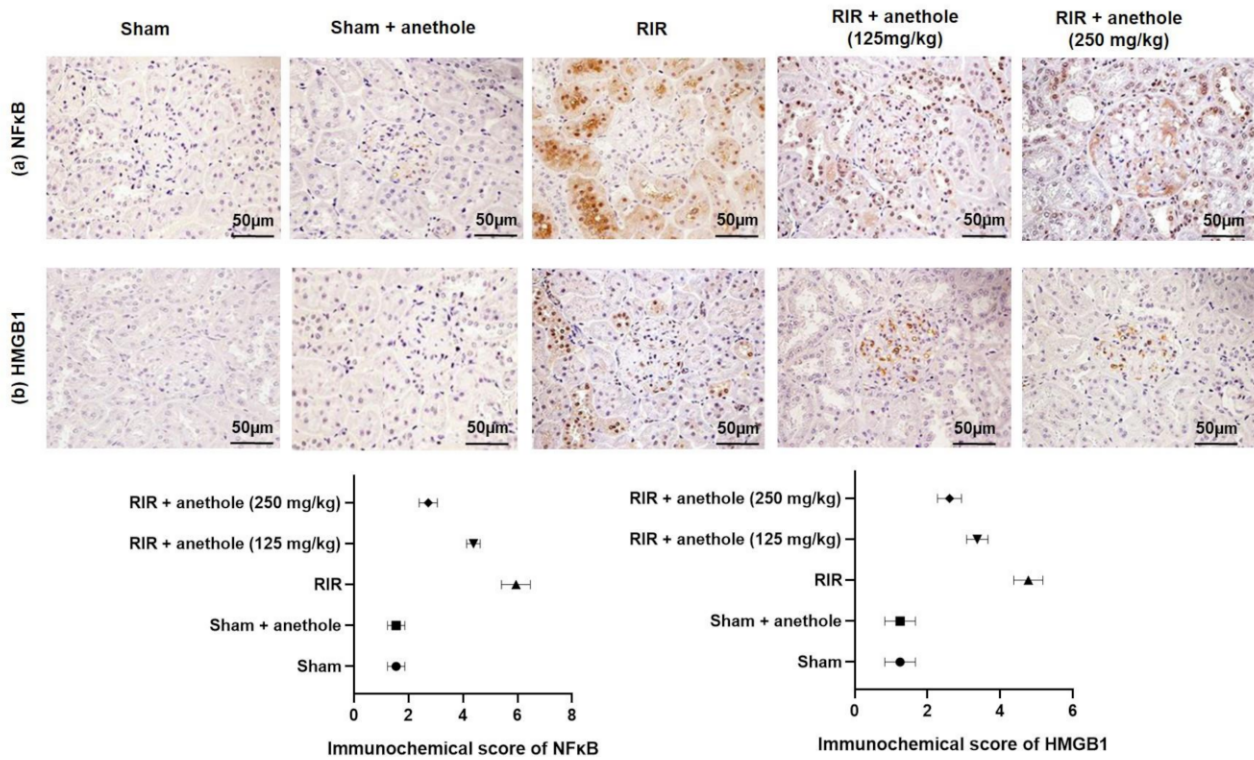 Sham
Sham + anethole
RIR
RIR + anethole
(125mg/kg)
RIR + anethole
(250 mg/kg)
(a) NFκB
50µm
50µm
50µm
50µm
50µm
(b) HMGB1
50µm
50µm
50µm
50µm
50µm
RIR + anethole (250 mg/kg)
RIR + anethole (125 mg/kg)
RIR
Sham + anethole
Sham
0 2 4 6 8
Immunochemical score of NFκB
RIR + anethole (250 mg/kg)
RIR + anethole (125 mg/kg)
RIR
Sham + anethole
Sham
0 2 4 6
Immunochemical score of HMGB1